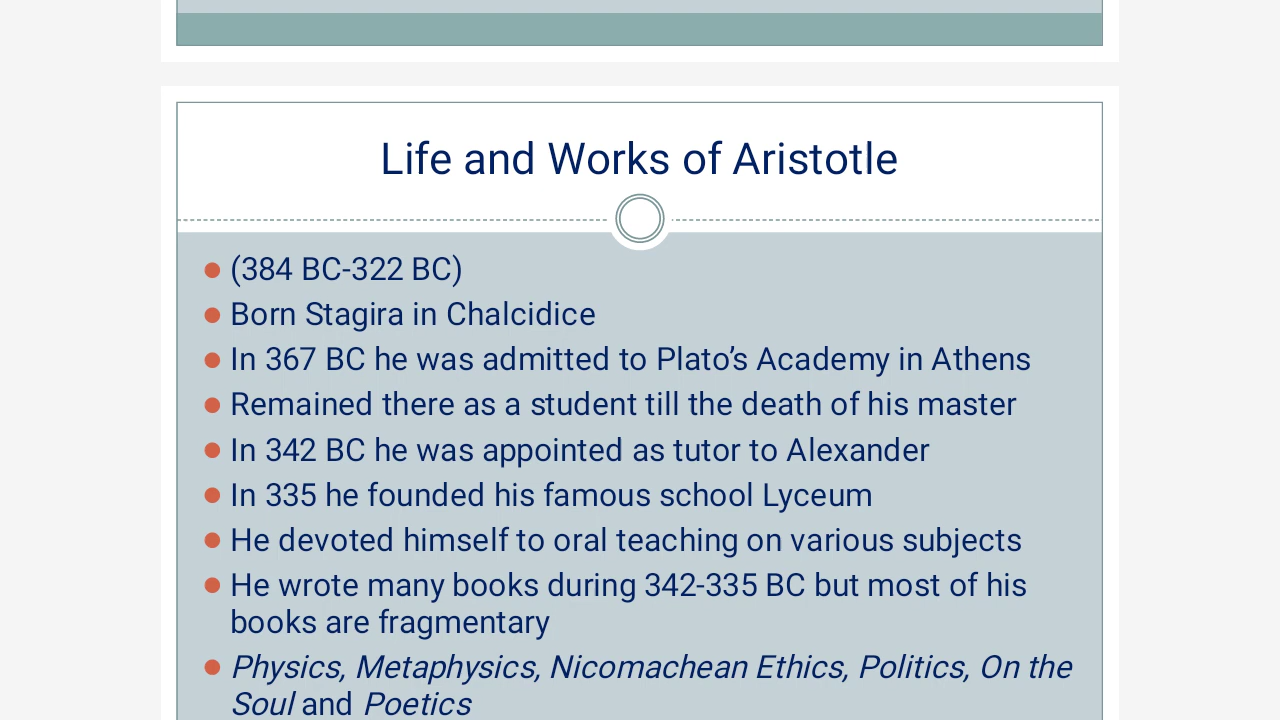 Life and Works of Aristotle
(384 BC-322 BC)
Born Stagira in Chalcidice
In 367 BC he was admitted to Plato’s Academy in Athens
Remained there as a student till the death of his master
In 342 BC he was appointed as tutor to Alexander
In 335 he founded his famous school Lyceum
He devoted himself to oral teaching on various subjects
He wrote many books during 342-335 BC but most of his
books are fragmentary
Physics, Metaphysics, Nicomachean Ethics, Politics, On the
Soul and Poetics